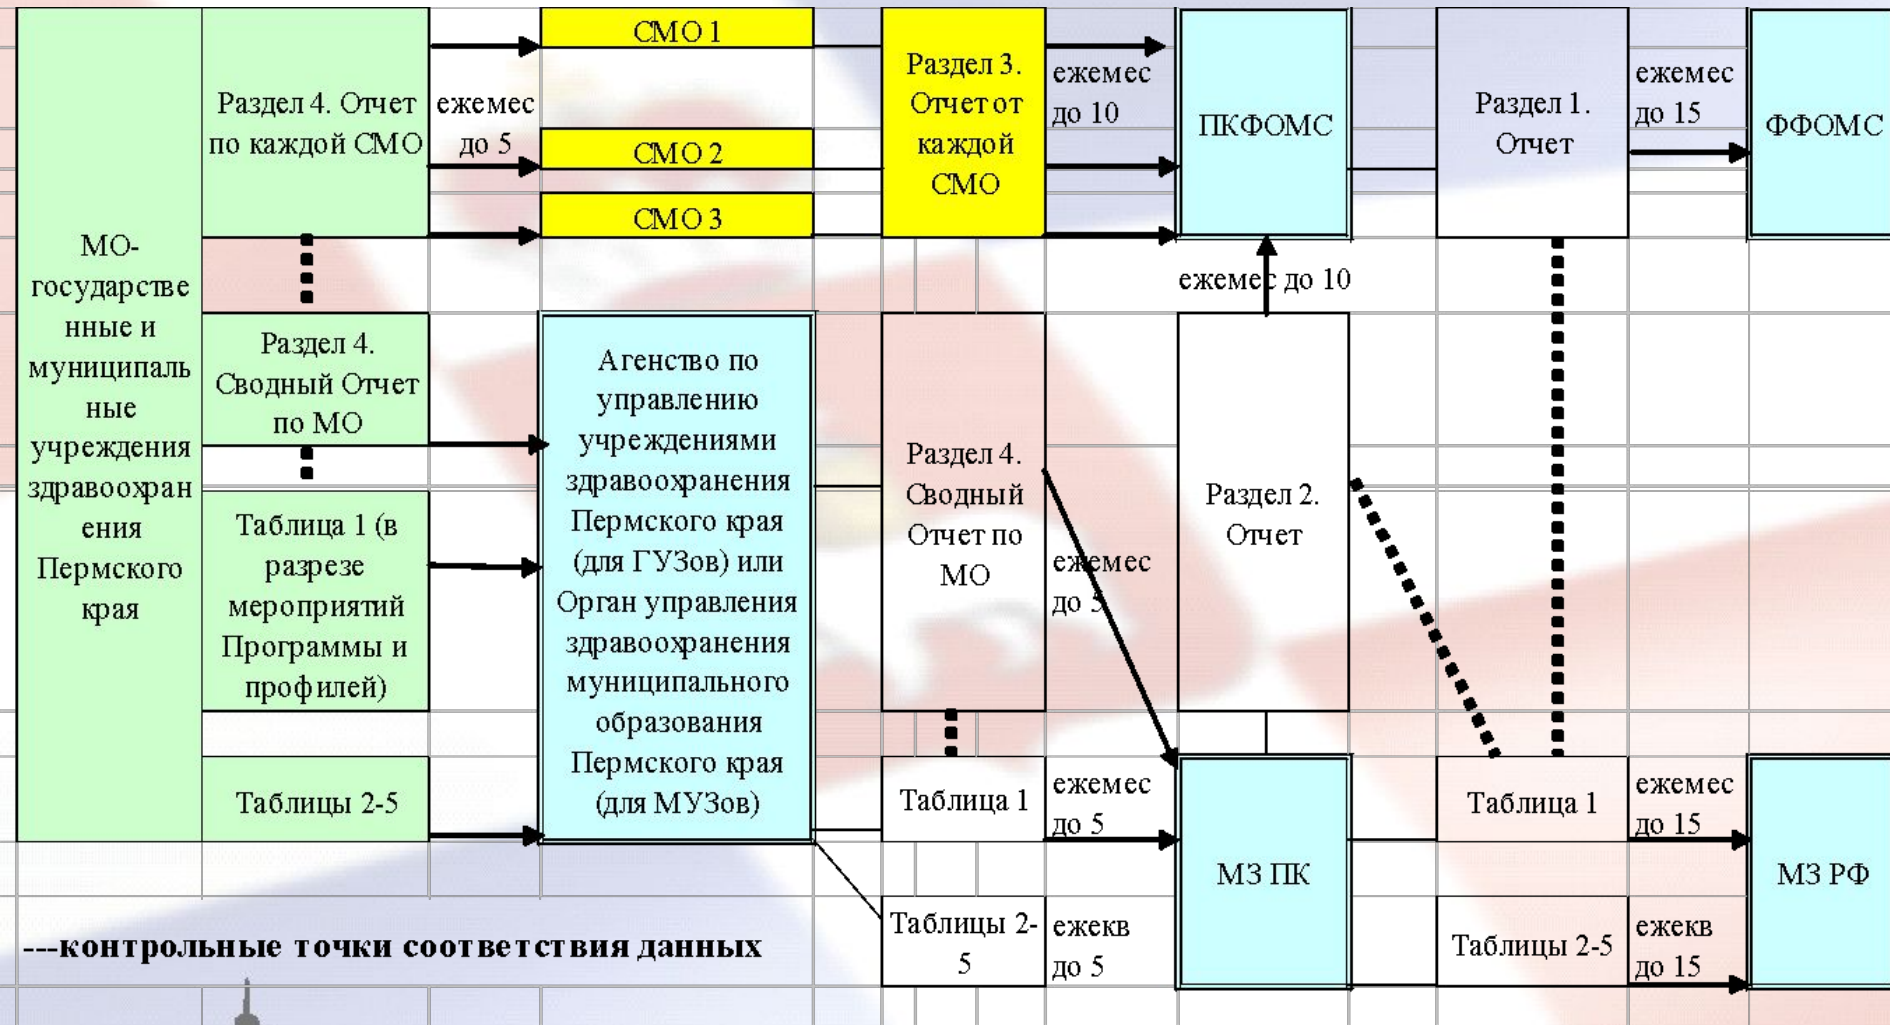 МО-
государстве
нные и
муниципаль
ные
учреждения
здравоохран
ения
Пермского
края
Раздел 4. Отчет
по каждой СМО
ежемес
до 5
СМО 1
СМО 2
СМО 3
Раздел 3.
Отчет от
каждой
СМО
ежемес
до 10
ПКФОМС
Раздел 1.
Отчет
ежемес
до 15
ФФОМС
ежемес до 10
Раздел 4.
Сводный Отчет
по МО
Таблица 1 (в
разрезе
мероприятий
Программы и
профилей)
Таблицы 2-5
Агенство по
управлению
учреждениями
здравоохранения
Пермского края
(для ГУЗов) или
Орган управления
здравоохранения
муниципального
образования
Пермского края
(для МУЗов)
Раздел 4.
Сводный
Отчет по
МО
ежемес
до 5
Раздел 2.
Отчет
Таблица 1
ежемес
до 5
МЗ ПК
Таблица 1
ежемес
до 15
МЗ РФ
Таблицы 2-
5
ежекв
до 5
Таблицы 2-5
ежекв
до 15
---контрольные точки соответствия данных